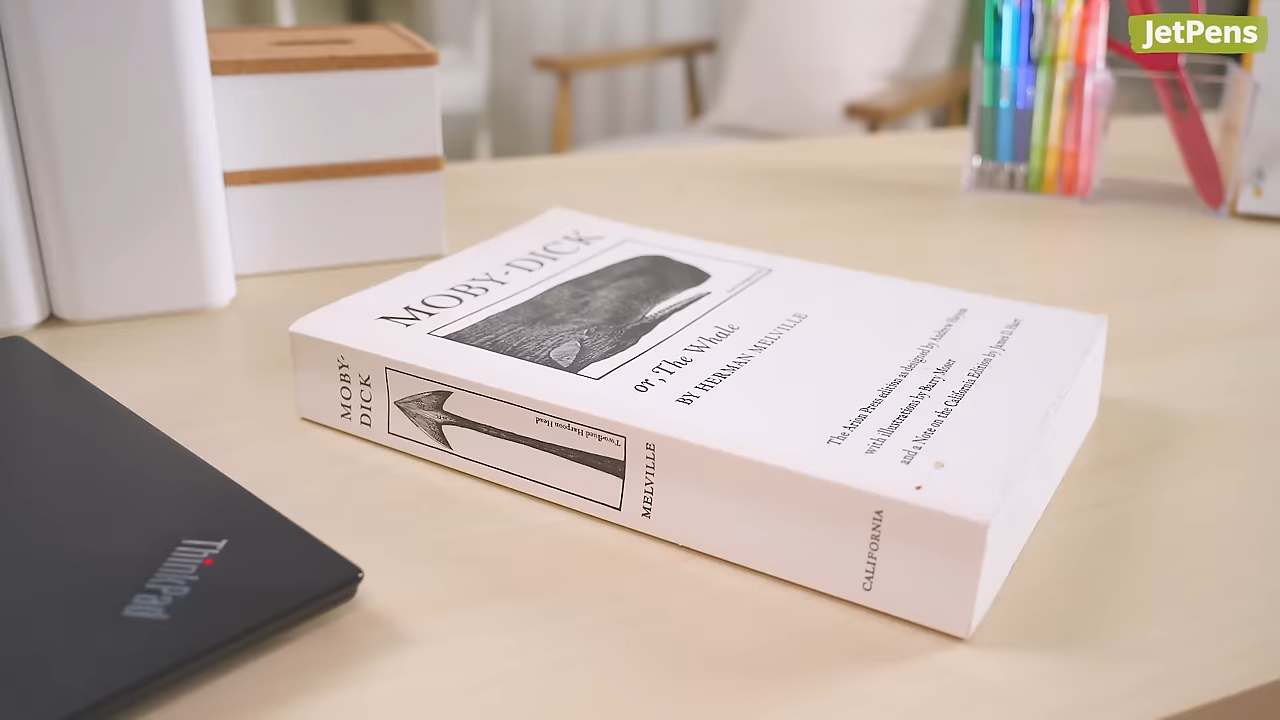 JetPens
MOBY-DICK
or, The Whale
BY HERMAN MELVILLE
The Arion Press edition as designed by Andrew Hoyem
with illustrations by Barry Moser
and a Note on the California Edition by James D. Hart
MOBY-
DICK
Two-flued Harpoon Head
MELVILLE
CALIFORNIA
ThinkPad